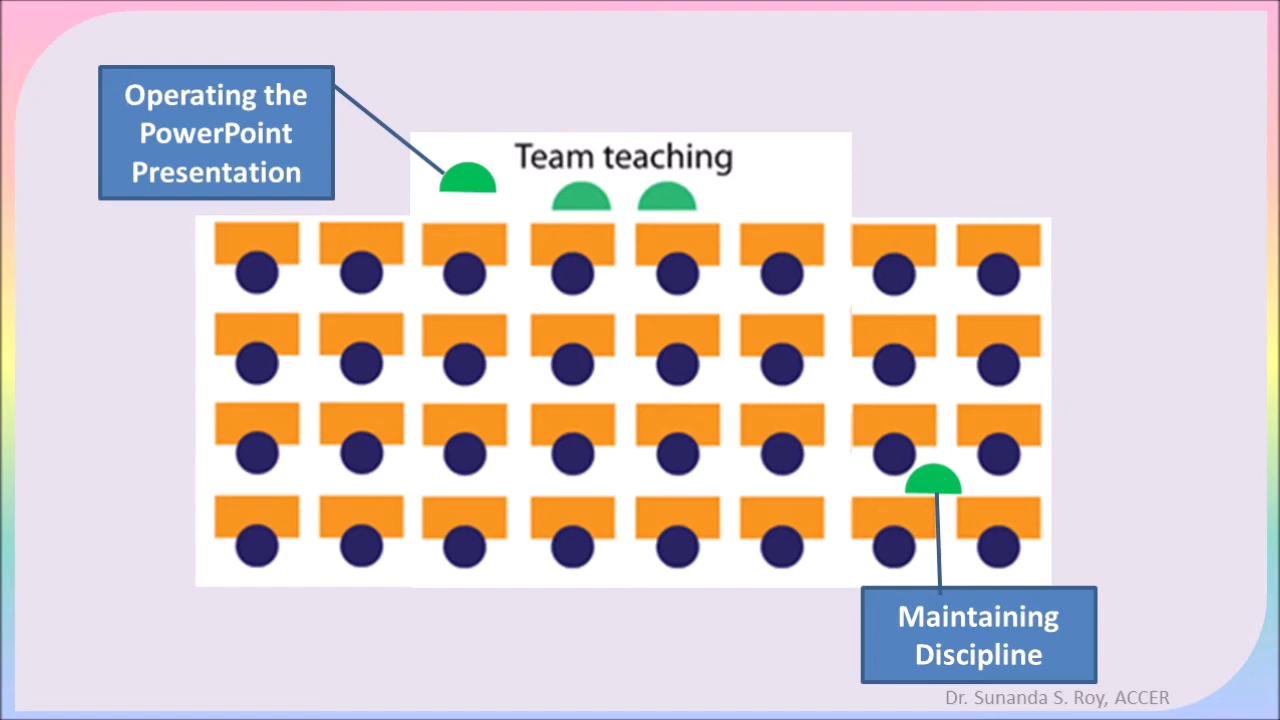 Operating the
PowerPoint
Presentation
Team teaching
Maintaining
Discipline
Dr. Sunanda S. Roy, ACCER